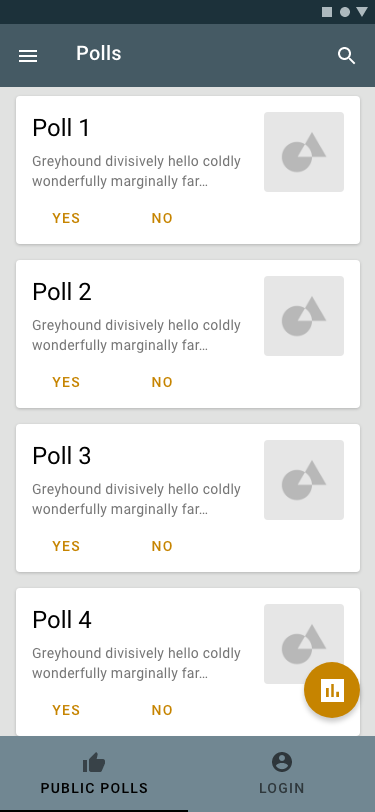 Polls
Poll 1
Greyhound divisively hello coldly
wonderfully marginally far…
YES NO
Poll 2
Greyhound divisively hello coldly
wonderfully marginally far…
YES NO
Poll 3
Greyhound divisively hello coldly
wonderfully marginally far…
YES NO
Poll 4
Greyhound divisively hello coldly
wonderfully marginally far…
YES NO
PUBLIC POLLS LOGIN